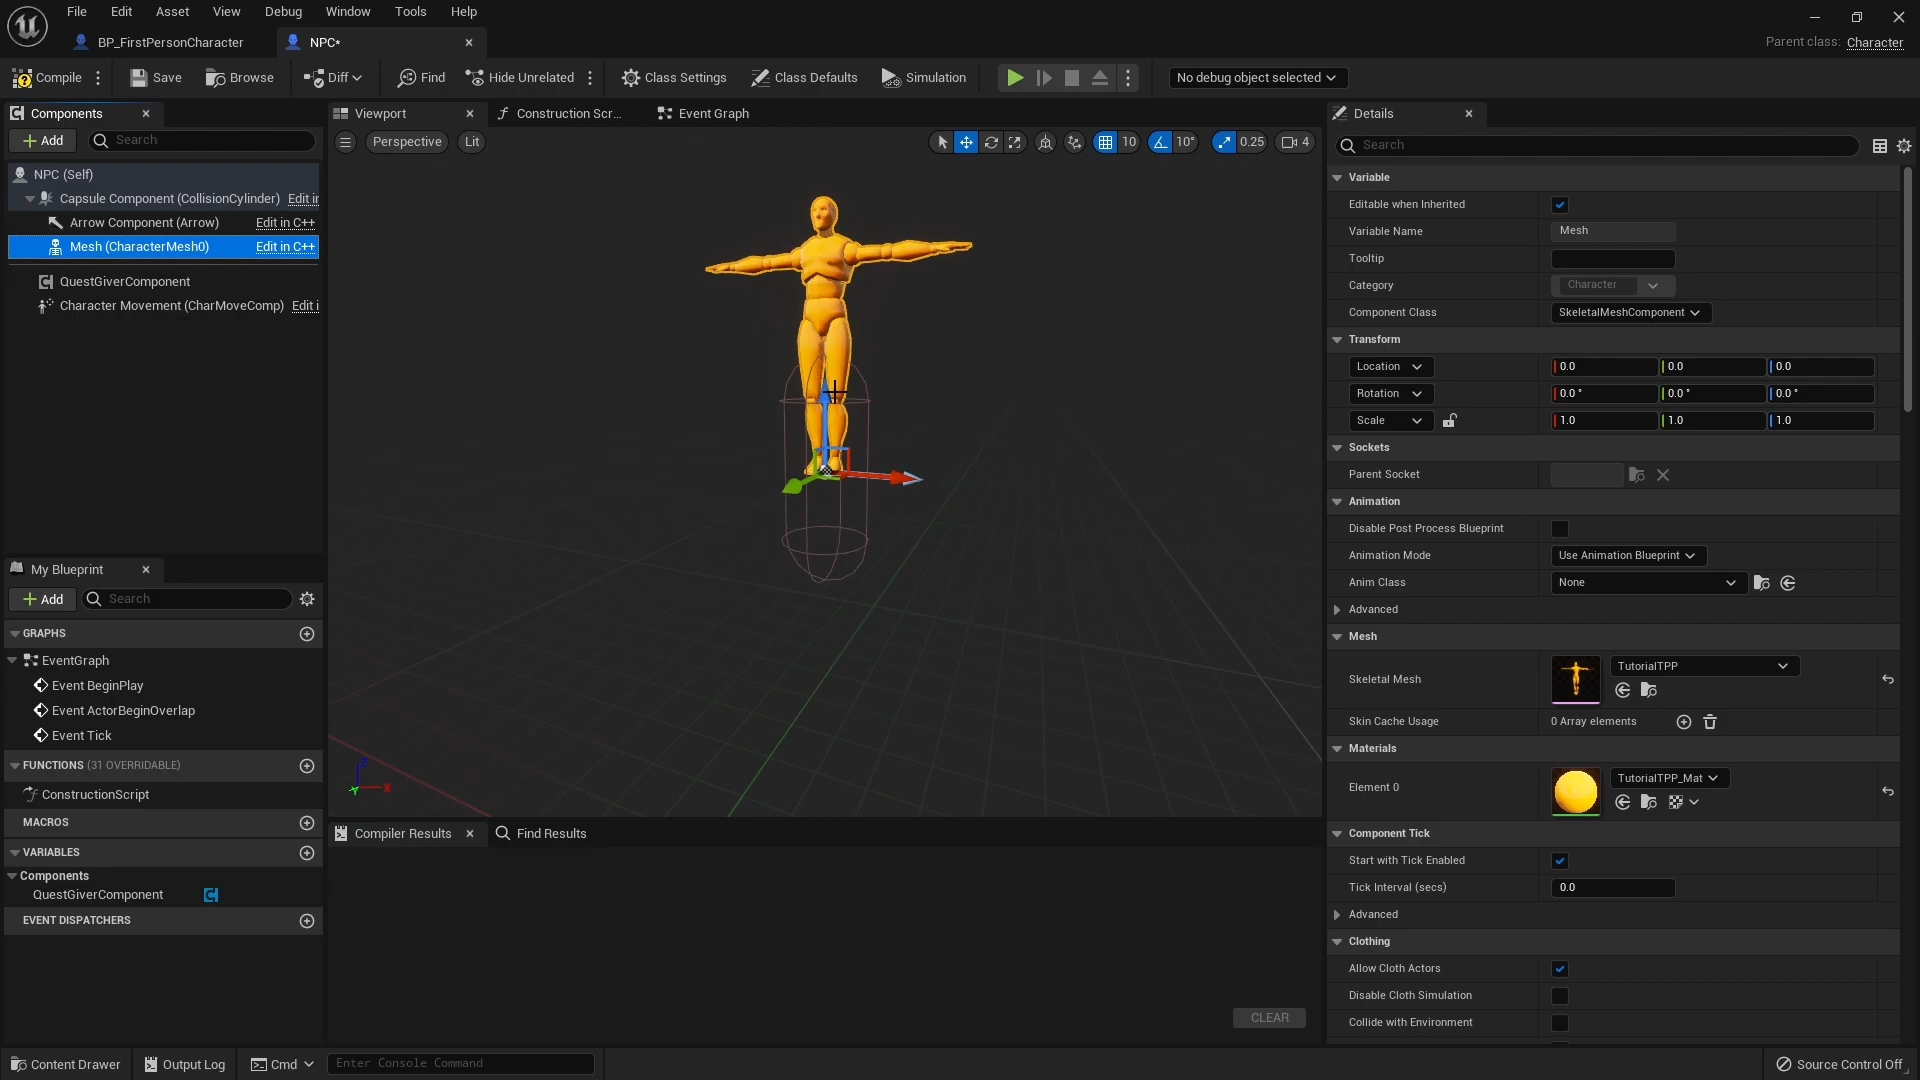 File Edit Asset View Debug Window Tools Help
BP_FirstPersonCharacter
NPC*
Parent class: Character
Compile Save Browse Diff Find Hide Unrelated Class Settings Class Defaults Simulation No debug object selected
Components
Add Search
NPC (Self)
Capsule Component (CollisionCylinder) Edit in
Arrow Component (Arrow) Edit in C++
Mesh (CharacterMesh0) Edit in C++
QuestGiverComponent
Character Movement (CharMoveComp) Edit i
My Blueprint
Add Search
GRAPHS
EventGraph
Event BeginPlay
Event ActorBeginOverlap
Event Tick
FUNCTIONS (31 OVERRIDABLE)
ConstructionScript
MACROS
VARIABLES
Components
QuestGiverComponent
EVENT DISPATCHERS
Viewport Construction Scr... Event Graph
Perspective Lit 10 10° 0.25 4
Z
X
Y
Compiler Results Find Results
CLEAR
Details
Search
Variable
Editable when Inherited
Variable Name Mesh
Tooltip
Category Character
Component Class SkeletalMeshComponent
Transform
Location 0.0 0.0 0.0
Rotation 0.0 ° 0.0 ° 0.0 °
Scale 1.0 1.0 1.0
Sockets
Parent Socket
Animation
Disable Post Process Blueprint
Animation Mode Use Animation Blueprint
Anim Class None
Advanced
Mesh
Skeletal Mesh TutorialTPP
Skin Cache Usage 0 Array elements
Materials
Element 0 TutorialTPP_Mat
Component Tick
Start with Tick Enabled
Tick Interval (secs) 0.0
Advanced
Clothing
Allow Cloth Actors
Disable Cloth Simulation
Collide with Environment
Content Drawer Output Log Cmd Enter Console Command Source Control Off